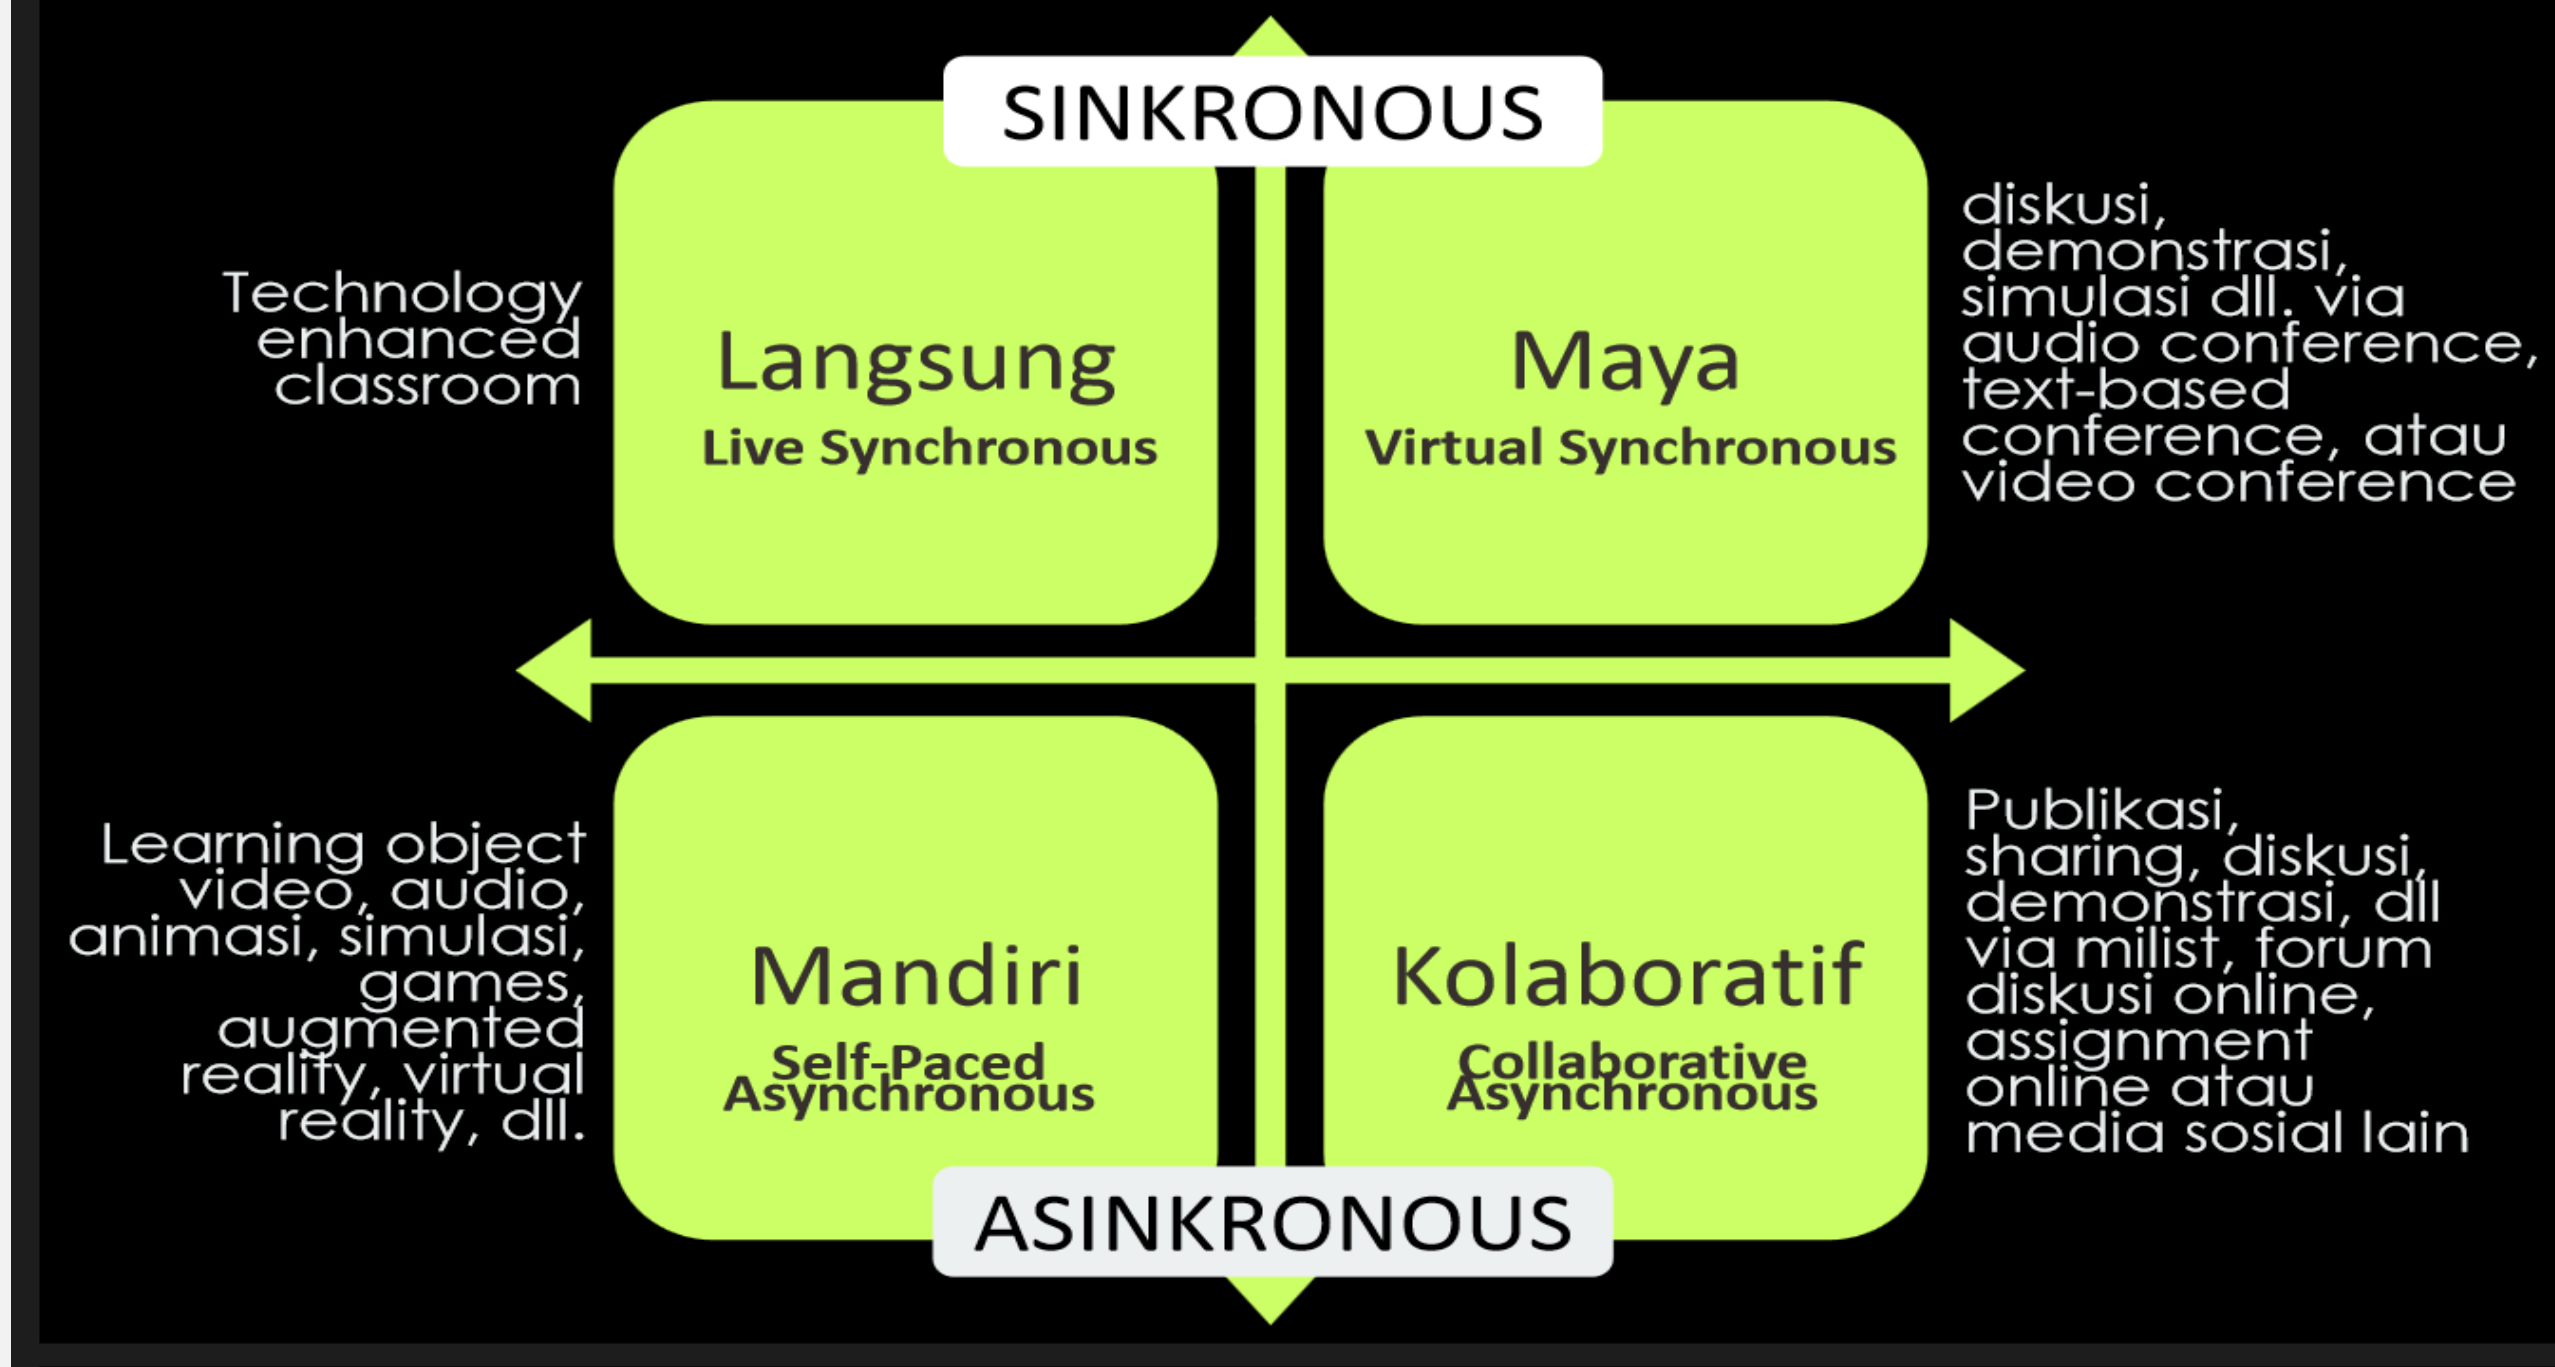 SINKRONOUS
Technology
enhanced
classroom
Langsung
Live Synchronous
Maya
Virtual Synchronous
diskusi,
demonstrasi,
simulasi dll. via
audio conference,
text-based
conference, atau
video conference
Learning object
video, audio,
animasi, simulasi,
games,
augmented
reality, virtual
reality, dll.
Mandiri
Self-Paced
Asynchronous
Kolaboratif
Collaborative
Asynchronous
Publikasi,
sharing, diskusi,
demonstrasi, dll
via milist, forum
diskusi online,
assignment
online atau
media sosial lain
ASINKRONOUS